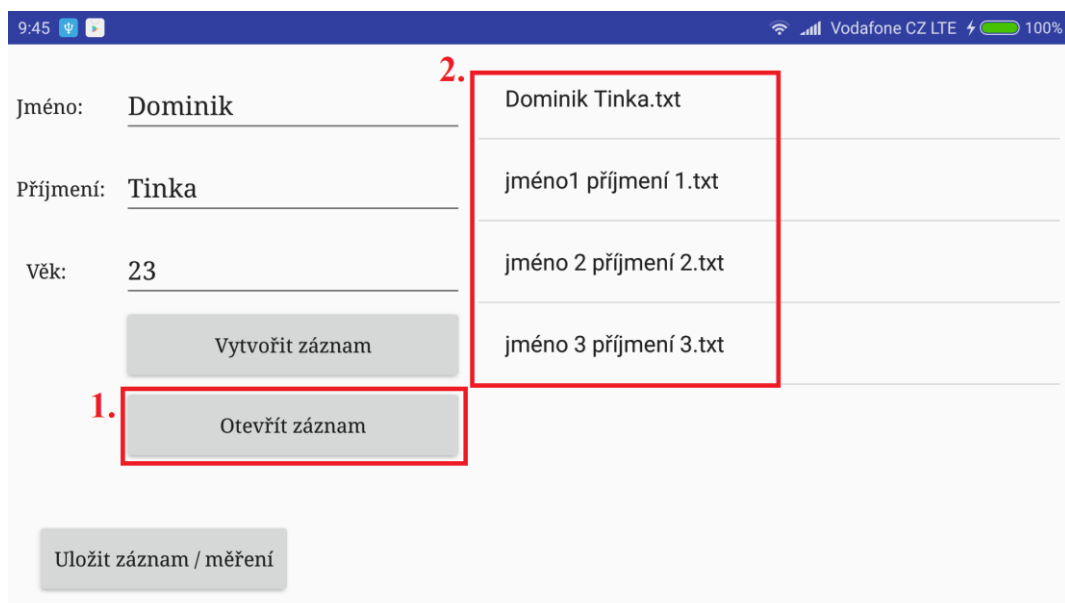 9:45
Vodafone CZ LTE
100%
Jméno:
Dominik
Příjmení:
Tinka
Věk:
23
Vytvořit záznam
1.
Otevřít záznam
Uložit záznam / měření
2.
Dominik Tinka.txt
jméno1 příjmení 1.txt
jméno 2 příjmení 2.txt
jméno 3 příjmení 3.txt